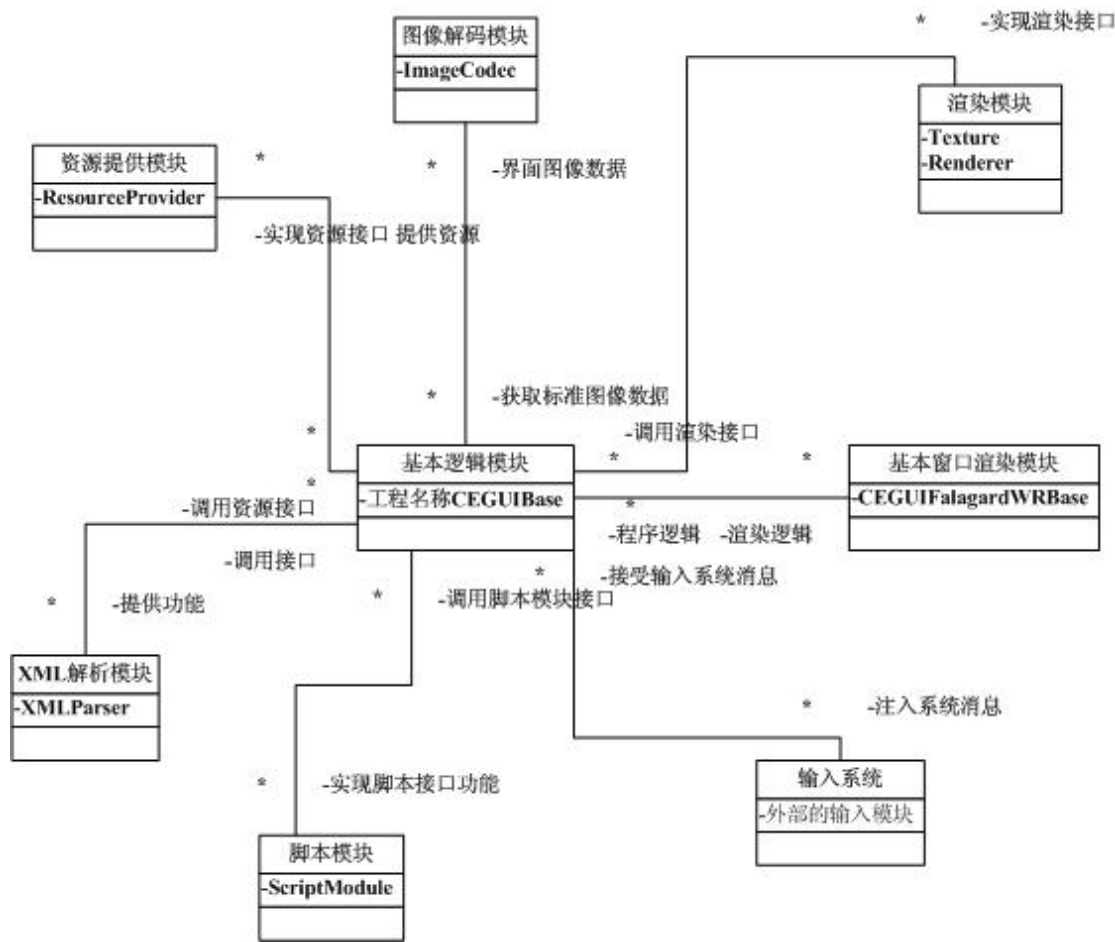 * -实现渲染接口
图像解码模块
-ImageCodec
渲染模块
-Texture
-Renderer
资源提供模块
-ResourceProvider
*
* -界面图像数据
-实现资源接口 提供资源
* -获取标准图像数据
*
-调用渲染接口
基本逻辑模块
-工程名称CEGUIBase
*
*
基本窗口渲染模块
-CEGUIFalagardWRBase
*
-调用资源接口
*
-程序逻辑 -渲染逻辑
-调用接口
* -接受输入系统消息
* -提供功能
* -调用脚本模块接口
XML解析模块
-XMLParser
* -注入系统消息
输入系统
-外部的输入模块
* -实现脚本接口功能
脚本模块
-ScriptModule